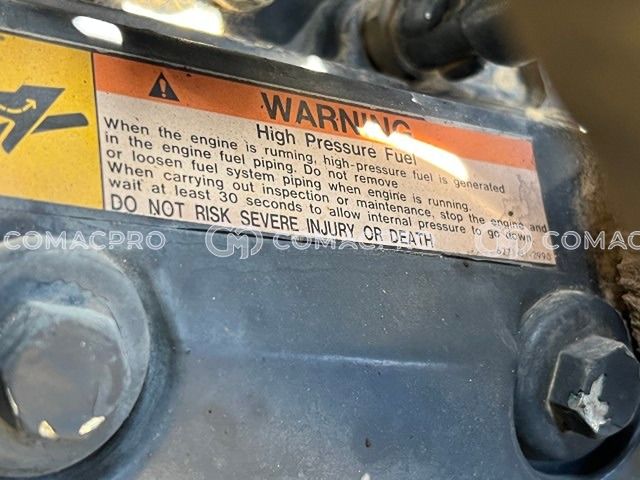 WARNING
High Pressure Fuel
When the engine is running, high-pressure fuel is generated
in the engine fuel piping. Do not remove
or loosen fuel system piping when engine is running.
When carrying out inspection or maintenance, stop the engine and
wait at least 30 seconds to allow internal pressure to go down
DO NOT RISK SEVERE INJURY OR DEATH
COMACPRO COMACPRO COMACPRO